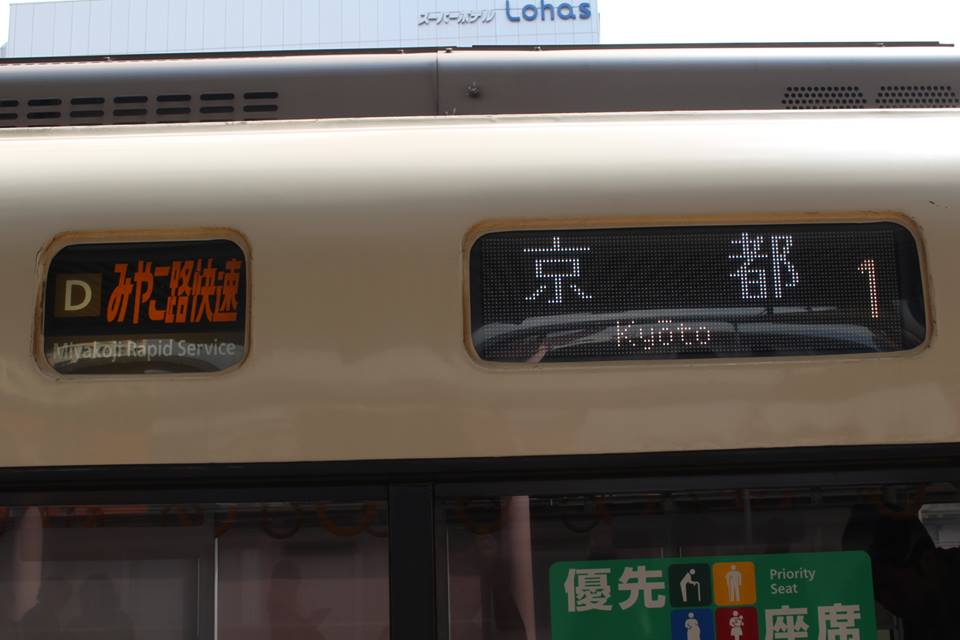 スーパーホテル Lohas
D みやこ路快速
Miyakoji Rapid Service
京都 1
Kyōto
優先
Priority
Seat
座席